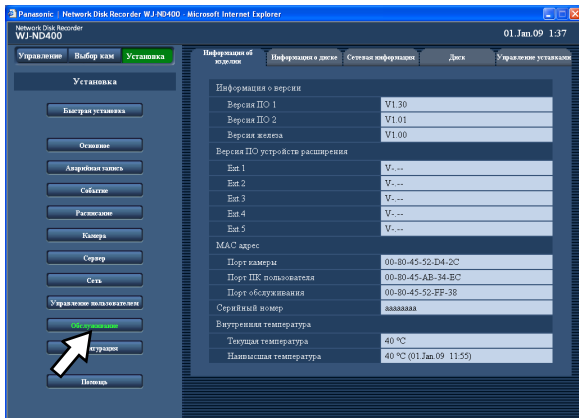 Panasonic | Network Disk Recorder WJ-ND400 - Microsoft Internet Explorer
Network Disk Recorder
WJ-ND400
01.Jan.09 1:37
Управление Выбор кам Установка
Информация об изделии
Информация о диске
Сетевая информация
Диск
Управление уставками
Установка
Быстрая установка
Основное
Аварийная запись
Событие
Расписание
Камера
Сервер
Сеть
Управление пользователем
Обслуживание
Помощь
Информация о версии
Версия ПО 1 V1.30
Версия ПО 2 V1.01
Версия железа V1.00
Версия ПО устройств расширения
Ext.1 V-.--
Ext.2 V-.--
Ext.3 V-.--
Ext.4 V-.--
Ext.5 V-.--
MAC адрес
Порт камеры 00-80-45-52-D4-2C
Порт ПК пользователя 00-80-45-AB-34-EC
Порт обслуживания 00-80-45-52-FF-38
Серийный номер aaaaaaaa
Внутренняя температура
Текущая температура 40 °C
Наивысшая температура 40 °C (01.Jan.09 11:55)